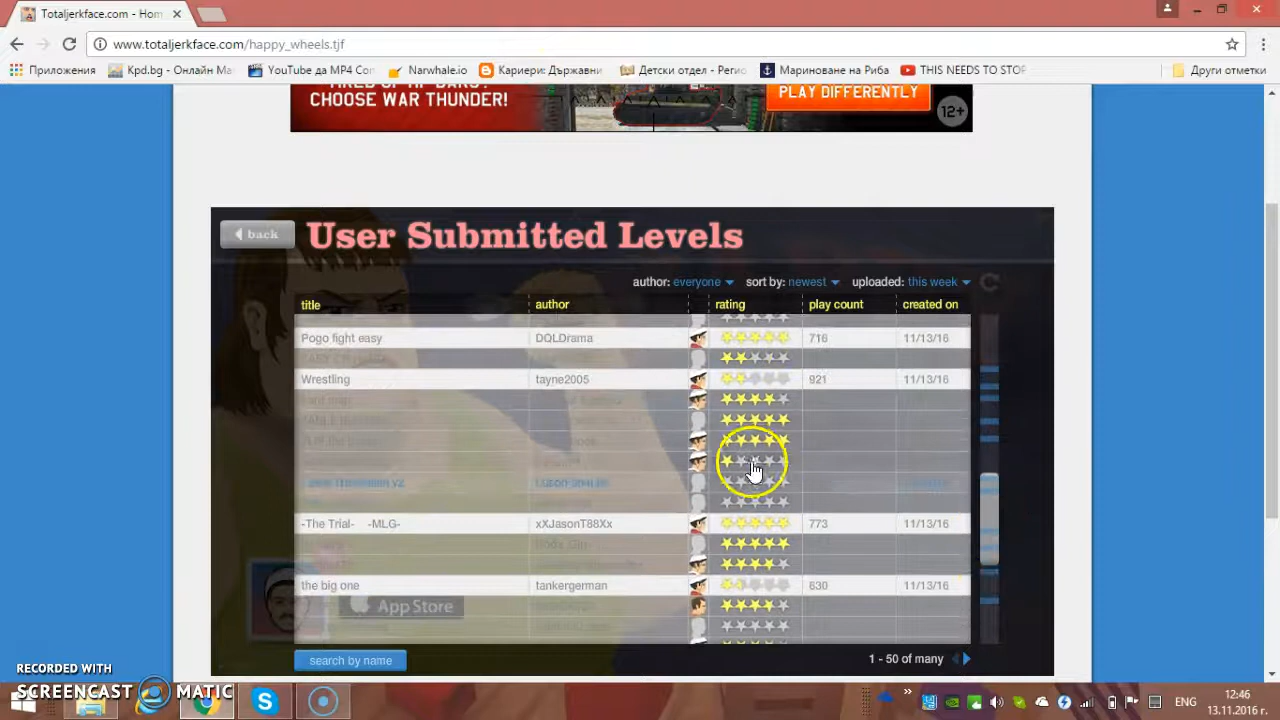 Totaljerkface.com - Hom
www.totaljerkface.com/happy_wheels.tjf
Приложения
Kpd.bg - Онлайн Ма
YouTube да MP4 Con
Narwhale.io
Кариери: Държавни
Детски отдел - Регио
Мариноване на Риба
THIS NEEDS TO STOP
Други отметки
CHOOSE WAR THUNDER!
PLAY DIFFERENTLY
12+
back
User Submitted Levels
author: everyone sort by: newest uploaded: this week
title author rating play count created on
Pogo fight easy DQLDrama 716 11/13/16
Wrestling tayne2005 921 11/13/16
-The Trial- -MLG- xXJasonT88Xx 773 11/13/16
the big one tankergerman 630 11/13/16
App Store
search by name
1 - 50 of many
RECORDED WITH
SCREENCAST MATIC
ЕНГ
12:46
13.11.2016 г.